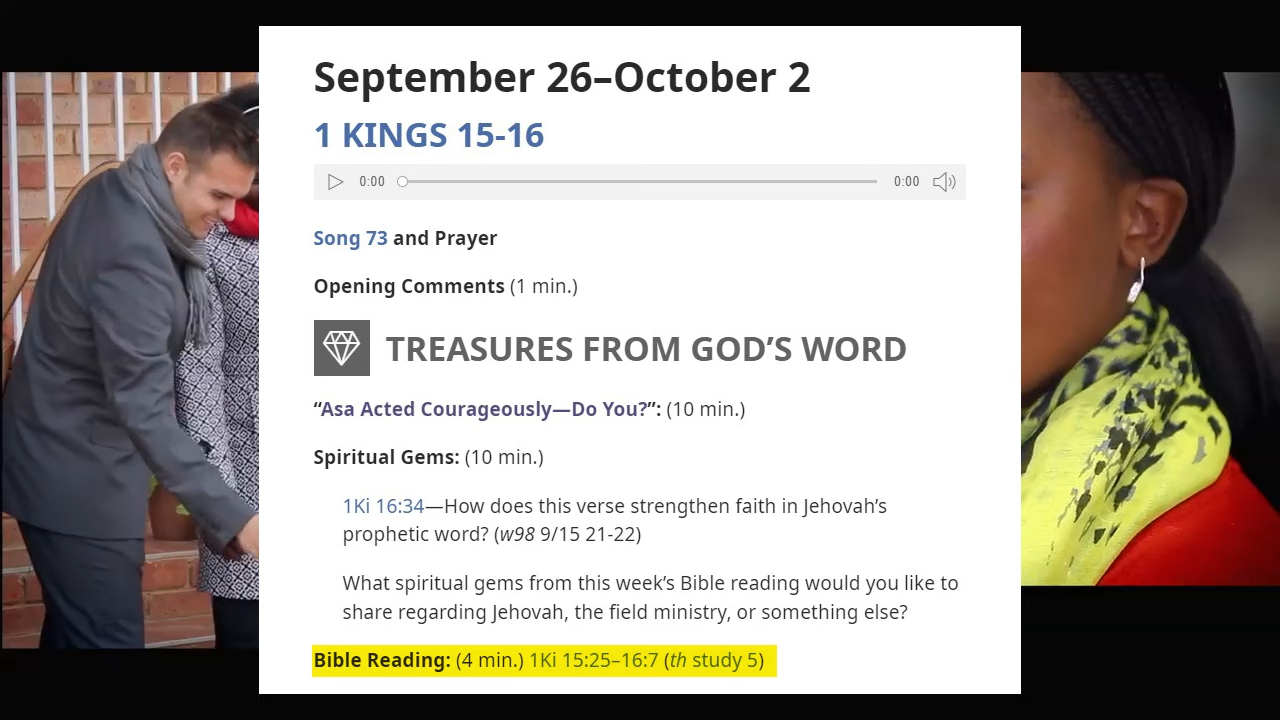 September 26–October 2
1 KINGS 15-16
0:00 0:00
Song 73 and Prayer
Opening Comments (1 min.)
TREASURES FROM GOD’S WORD
“Asa Acted Courageously—Do You?”: (10 min.)
Spiritual Gems: (10 min.)
1Ki 16:34—How does this verse strengthen faith in Jehovah’s
prophetic word? (w98 9/15 21-22)
What spiritual gems from this week’s Bible reading would you like to
share regarding Jehovah, the field ministry, or something else?
Bible Reading: (4 min.) 1Ki 15:25–16:7 (th study 5)